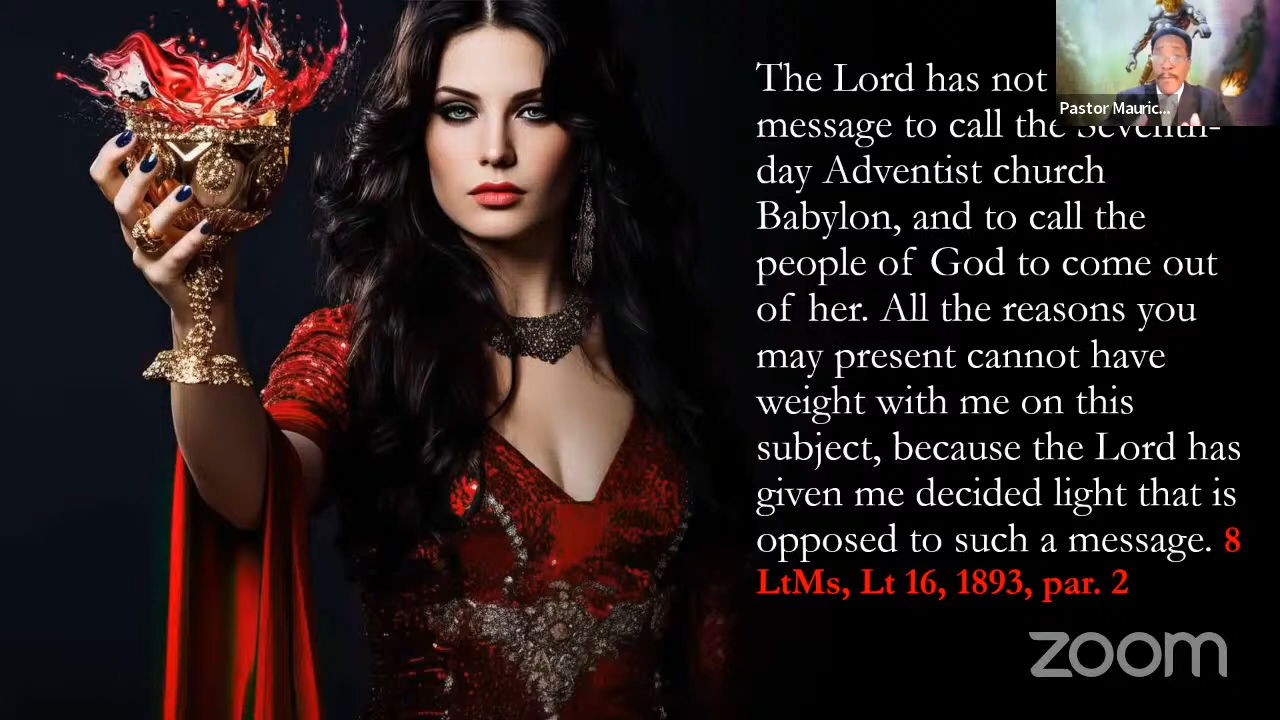 The Lord has not
message to call the Seventh-
day Adventist church
Babylon, and to call the
people of God to come out
of her. All the reasons you
may present cannot have
weight with me on this
subject, because the Lord has
given me decided light that is
opposed to such a message. 8
LtMs, Lt 16, 1893, par. 2
Pastor Mauric...
zoom